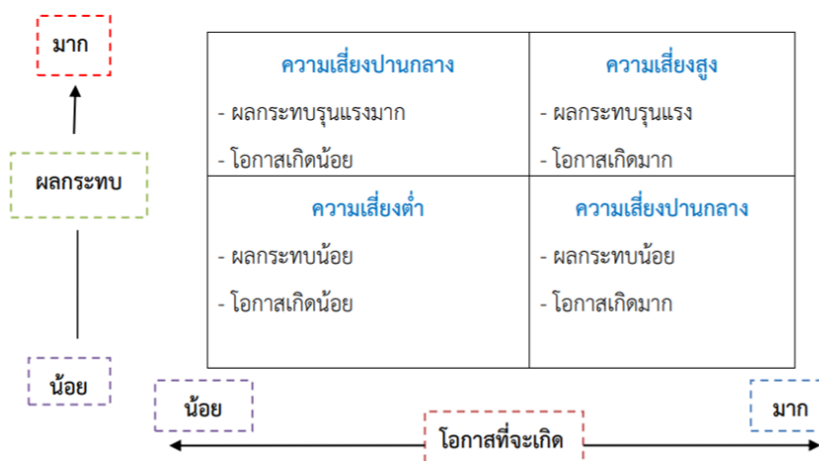 มาก
ผลกระทบ
น้อย
ความเสี่ยงปานกลาง
- ผลกระทบรุนแรงมาก
- โอกาสเกิดน้อย
ความเสี่ยงสูง
- ผลกระทบรุนแรง
- โอกาสเกิดมาก
ความเสี่ยงต่ำ
- ผลกระทบน้อย
- โอกาสเกิดน้อย
ความเสี่ยงปานกลาง
- ผลกระทบน้อย
- โอกาสเกิดมาก
น้อย
โอกาสที่จะเกิด
มาก